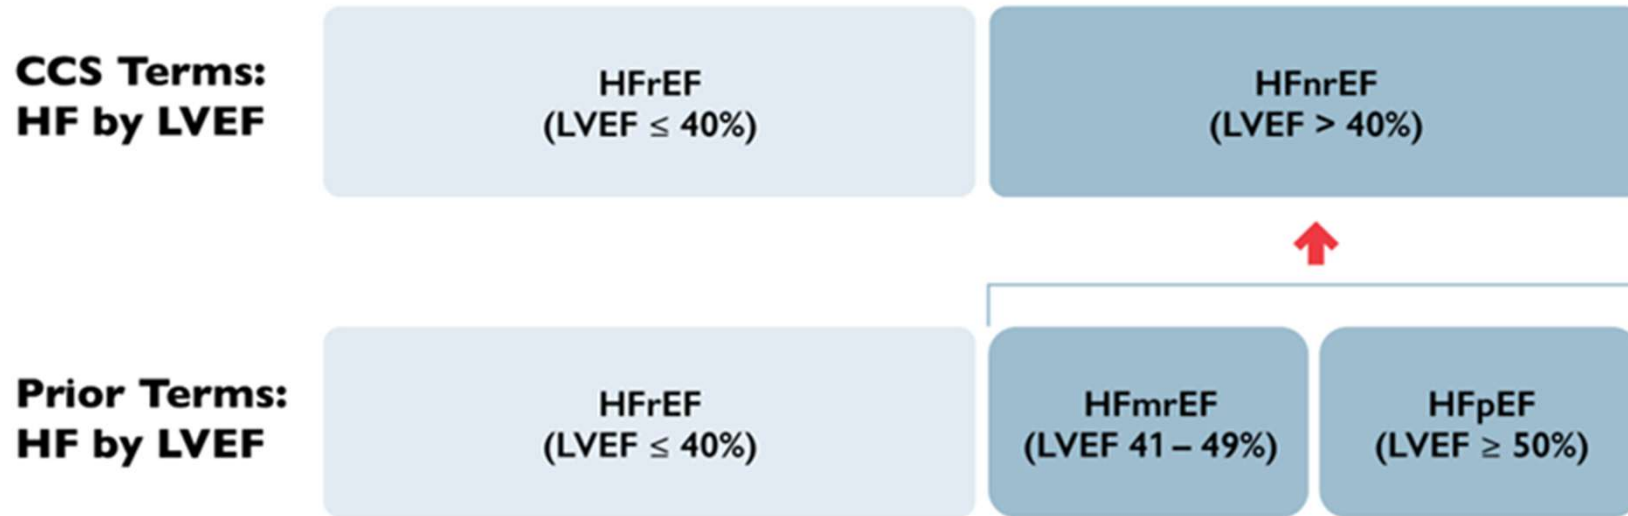 CCS Terms:
HF by LVEF
HFrEF
(LVEF ≤ 40%)
HFnrEF
(LVEF > 40%)
Prior Terms:
HF by LVEF
HFrEF
(LVEF ≤ 40%)
HFmrEF
(LVEF 41 – 49%)
HFpEF
(LVEF ≥ 50%)